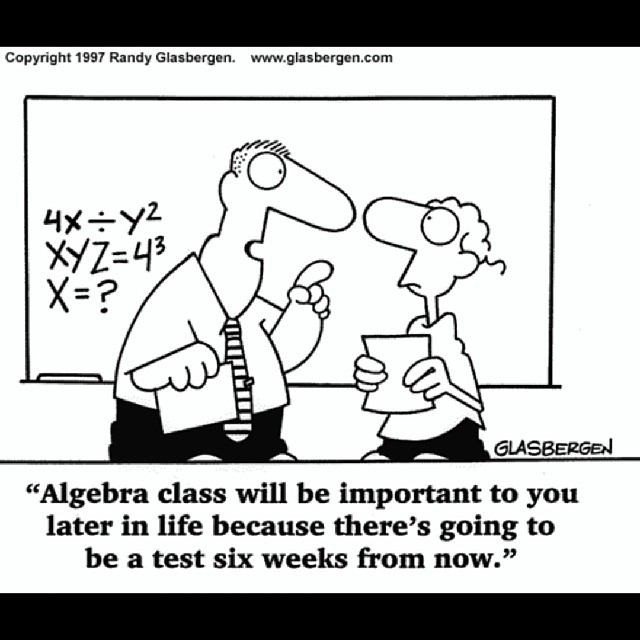 Copyright 1997 Randy Glasbergen. www.glasbergen.com
4x÷y²
XYZ=4³
X=?
GLASBERGEN
“Algebra class will be important to you
later in life because there’s going to
be a test six weeks from now.”